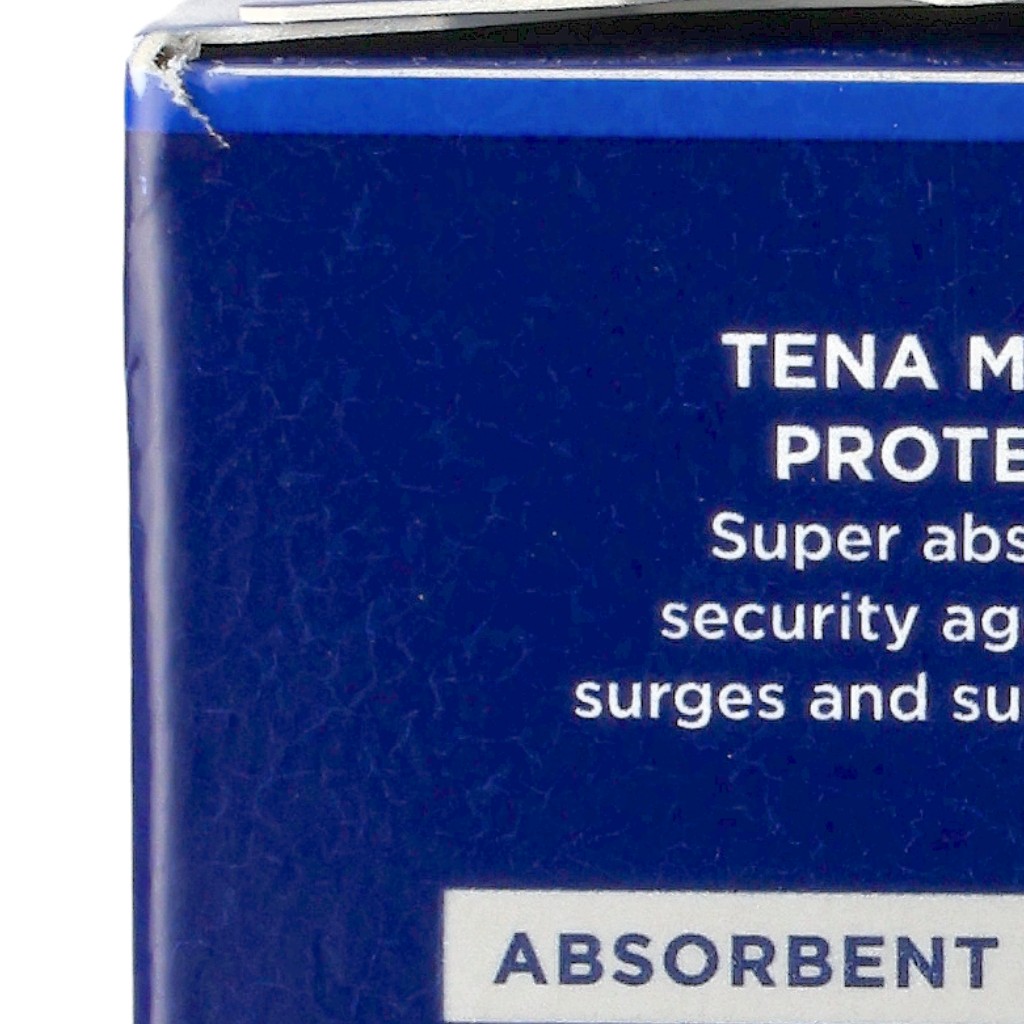 TENA M
PROTE
Super abs
security ag
surges and su
ABSORBENT